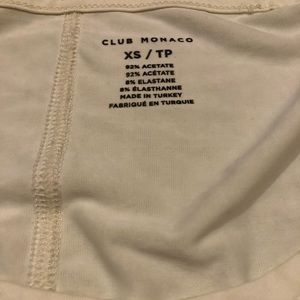 CLUB MONACO
XS / TP
92% ACETATE
92% ACÉTATE
8% ELASTANE
8% ÉLASTHANNE
MADE IN TURKEY
FABRIQUÉ EN TURQUIE